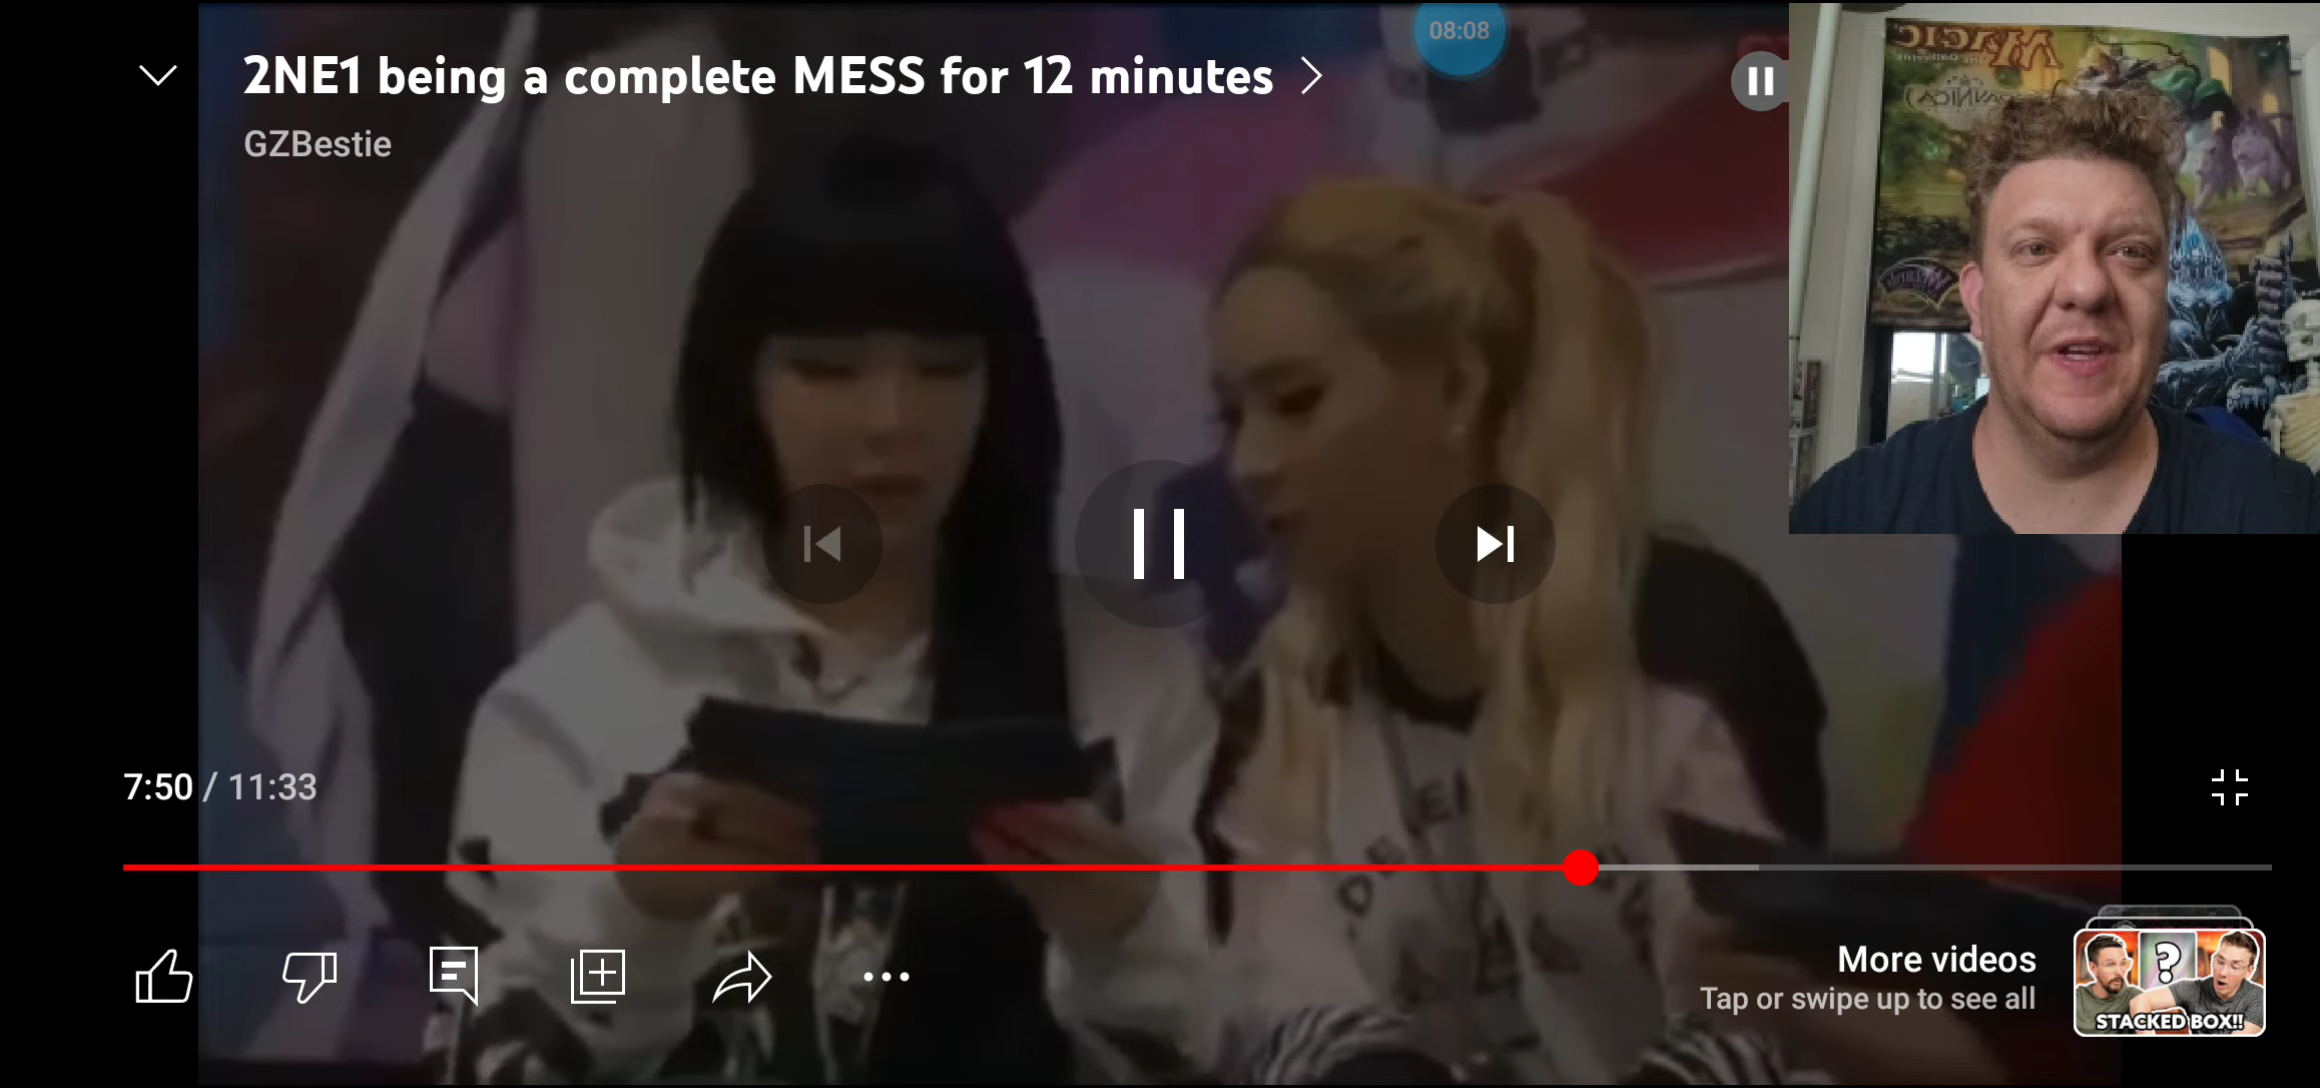 08:08
2NE1 being a complete MESS for 12 minutes
GZBestie
MAGIC
7:50 / 11:33
More videos
Tap or swipe up to see all
?
STACKED BOX!!